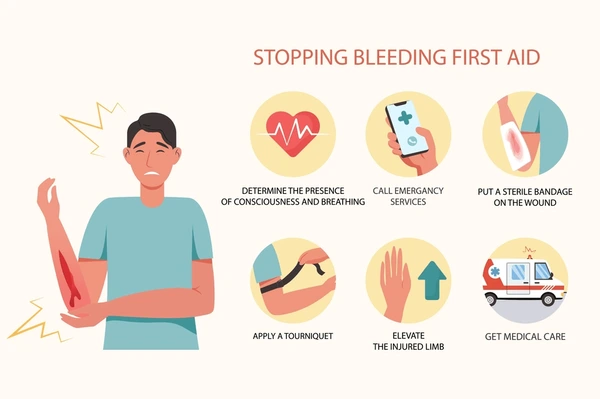 STOPPING BLEEDING FIRST AID
DETERMINE THE PRESENCE
OF CONSCIOUSNESS AND BREATHING
CALL EMERGANCY
SERVICES
PUT A STERILE BANDAGE
ON THE WOUND
APPLY A TOURNIQUET
ELEVATE
THE INJURED LIMB
GET MEDICAL CARE